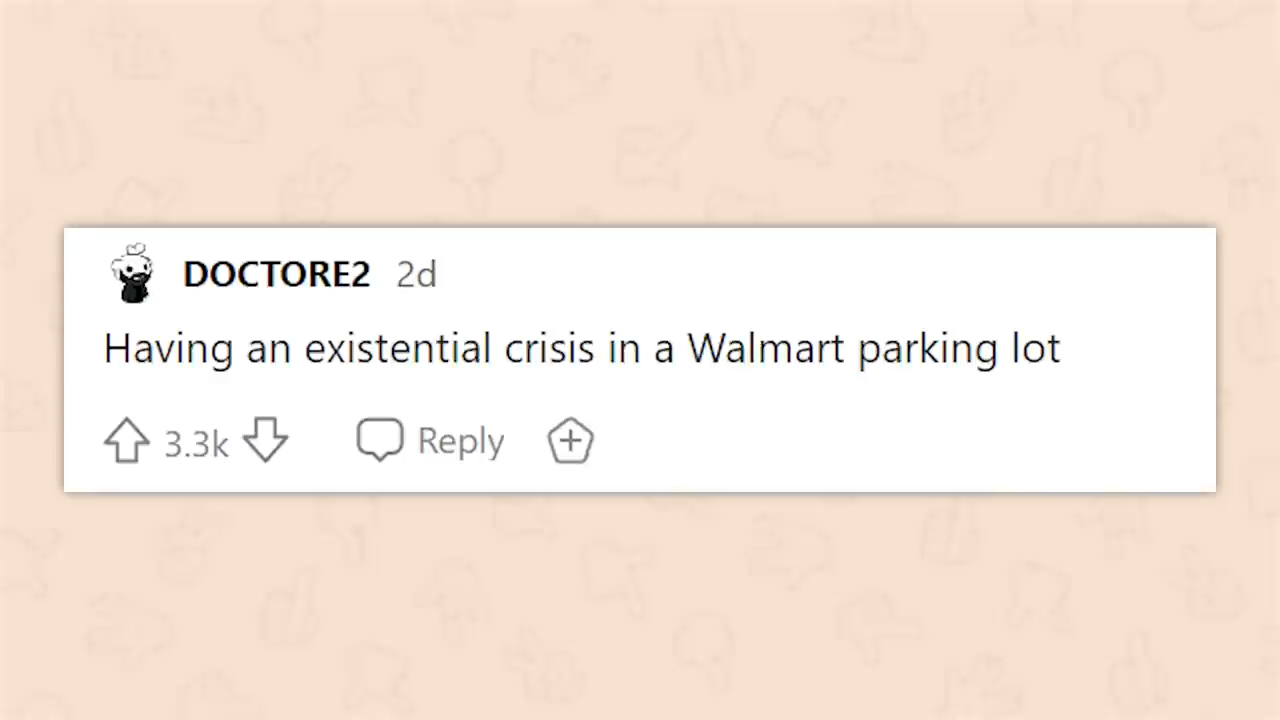 DOCTORE2 2d
Having an existential crisis in a Walmart parking lot
3.3k Reply